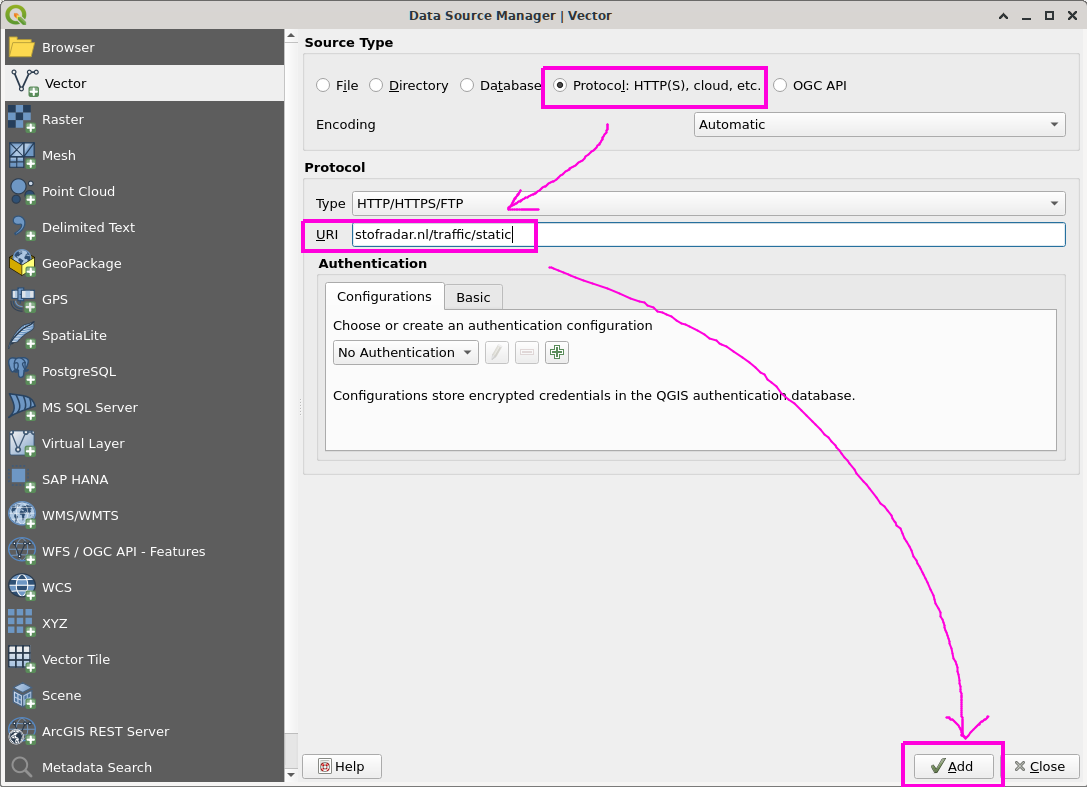 Data Source Manager | Vector
Browser
Vector
Raster
Mesh
Point Cloud
Delimited Text
GeoPackage
GPS
SpatiaLite
PostgreSQL
MS SQL Server
Virtual Layer
SAP HANA
WMS/WMTS
WFS / OGC API - Features
WCS
XYZ
Vector Tile
Scene
ArcGIS REST Server
Metadata Search
Source Type
File Directory Database Protocol: HTTP(S), cloud, etc. OGC API
Encoding Automatic
Protocol
Type HTTP/HTTPS/FTP
URI stofradar.nl/traffic/static
Authentication
Configurations Basic
Choose or create an authentication configuration
No Authentication
Configurations store encrypted credentials in the QGIS authentication database.
Help Add Close